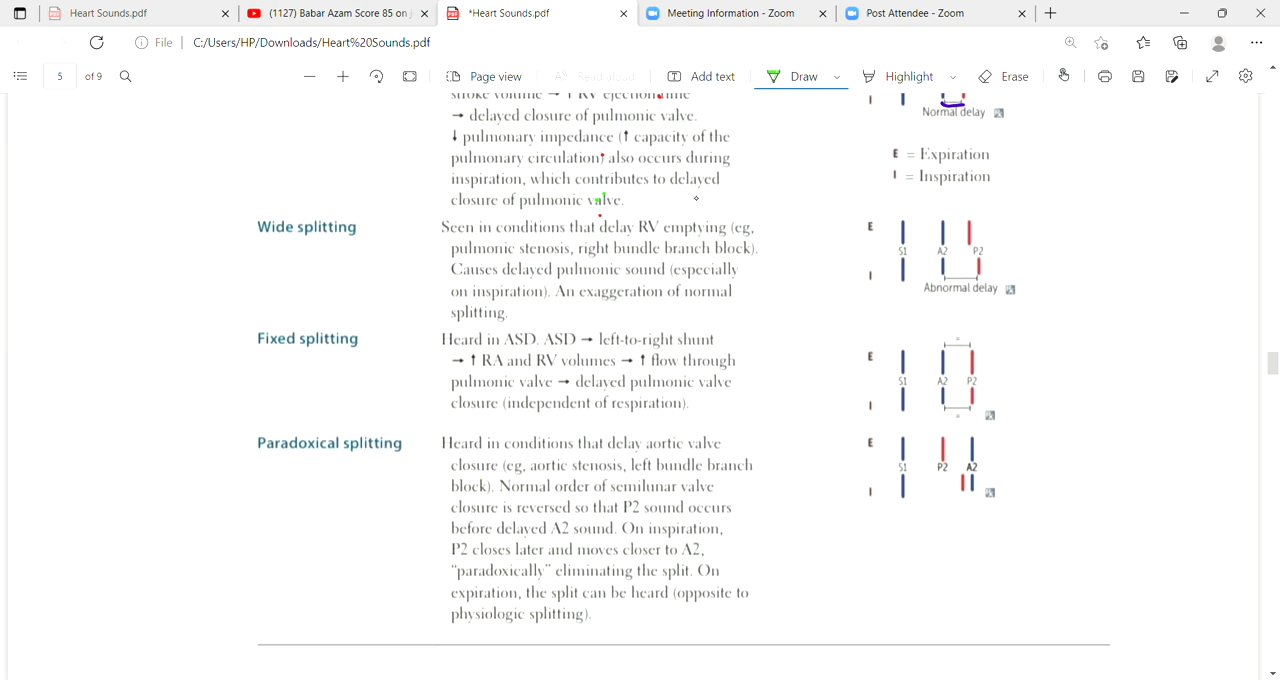 Heart Sounds.pdf
(1127) Babar Azam Score 85 on
*Heart Sounds.pdf
Meeting Information - Zoom
Post Attendee - Zoom
File
C:/Users/HP/Downloads/Heart%20Sounds.pdf
5 of 9
Page view
Read aloud
Add text
Draw
Highlight
Erase
stroke volume → ↑ RV ejection time
→ delayed closure of pulmonic valve.
↓ pulmonary impedance (↑ capacity of the
pulmonary circulation) also occurs during
inspiration, which contributes to delayed
closure of pulmonic valve.
I
Normal delay
E = Expiration
I = Inspiration
Wide splitting
Seen in conditions that delay RV emptying (eg,
pulmonic stenosis, right bundle branch block).
Causes delayed pulmonic sound (especially
on inspiration). An exaggeration of normal
splitting.
E
S1 A2 P2
I
Abnormal delay
Fixed splitting
Heard in ASD. ASD → left-to-right shunt
→ ↑ RA and RV volumes → ↑ flow through
pulmonic valve → delayed pulmonic valve
closure (independent of respiration).
E
S1 A2 P2
I
Paradoxical splitting
Heard in conditions that delay aortic valve
closure (eg, aortic stenosis, left bundle branch
block). Normal order of semilunar valve
closure is reversed so that P2 sound occurs
before delayed A2 sound. On inspiration,
P2 closes later and moves closer to A2,
“paradoxically” eliminating the split. On
expiration, the split can be heard (opposite to
physiologic splitting).
E
S1 P2 A2
I